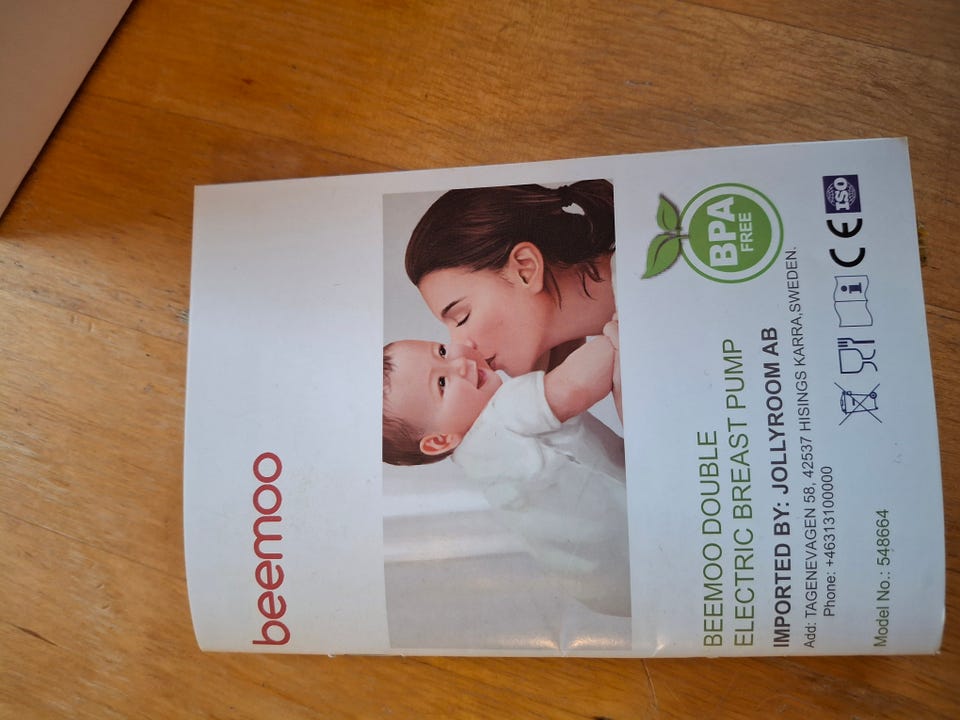 beemoo
BPA
FREE
BEEMOO DOUBLE
ELECTRIC BREAST PUMP
IMPORTED BY: JOLLYROOM AB
Add: TAGENEVAGEN 58, 42537 HISINGS KARRA,SWEDEN.
Phone: +46313100000
i CE ISO
Model No.: 548664